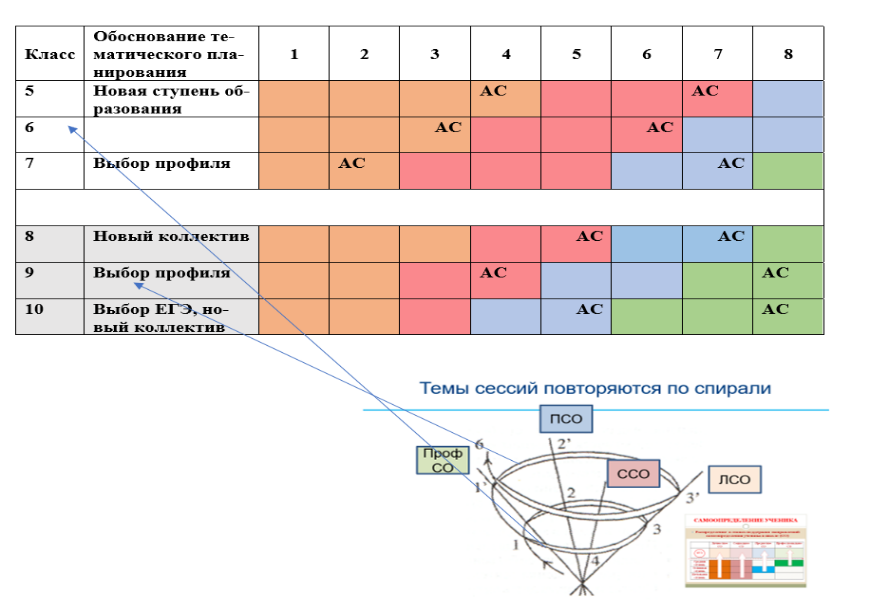 Класс
Обоснование те-
матического пла-
нирования
1 2 3 4 5 6 7 8
5 Новая ступень об-
разования
АС АС
6 АС АС
7 Выбор профиля АС АС
8 Новый коллектив АС АС
9 Выбор профиля АС АС
10 Выбор ЕГЭ, но-
вый коллектив
АС АС
Темы сессий повторяются по спирали
ПСО
6 2’
Проф
СО
ССО
ЛСО
1’ 2 3’
1 4 3
САМООПРЕДЕЛЕНИЕ УЧЕНИКА